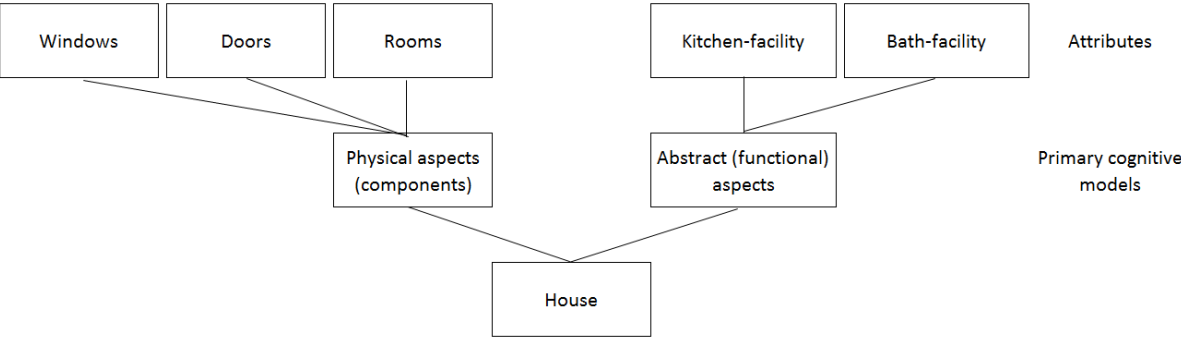 Windows
Doors
Rooms
Kitchen-facility
Bath-facility
Attributes
Physical aspects
(components)
Abstract (functional)
aspects
Primary cognitive
models
House